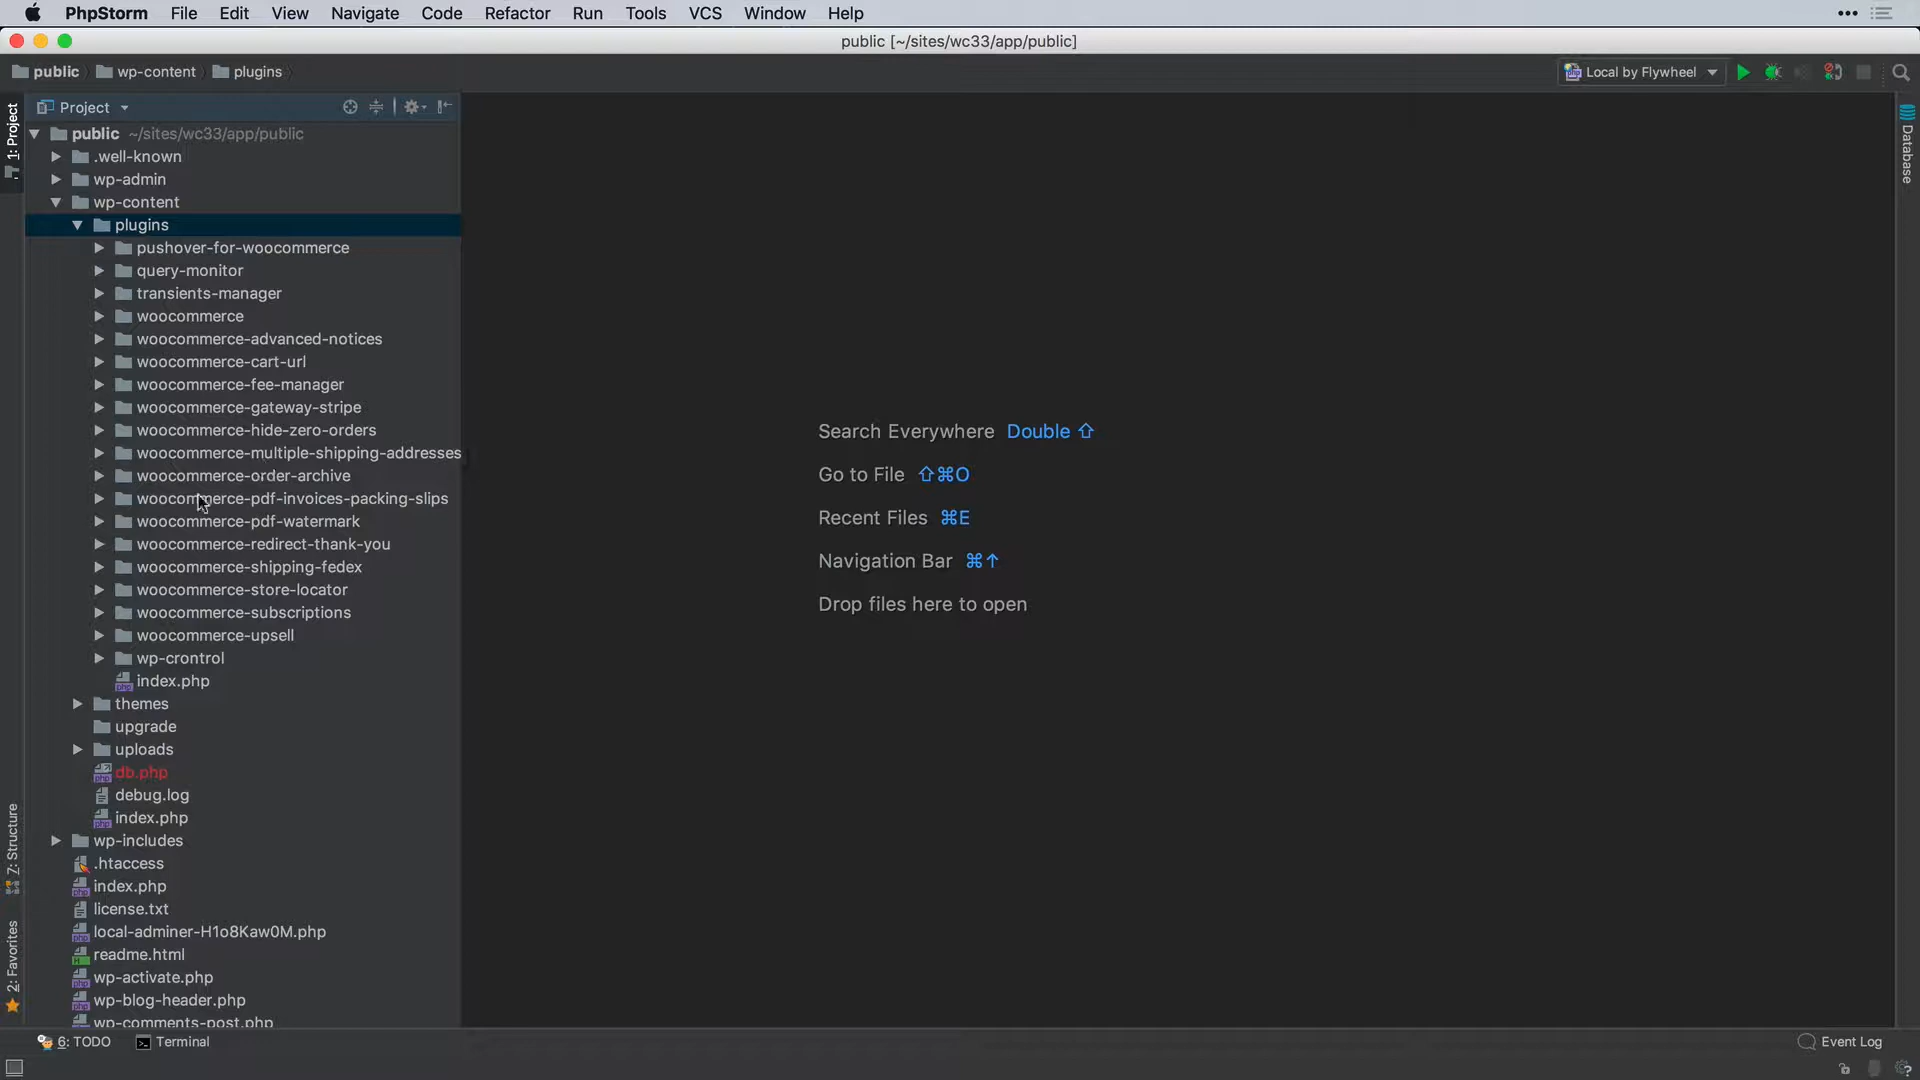 PhpStorm File Edit View Navigate Code Refactor Run Tools VCS Window Help
public [~/sites/wc33/app/public]
public wp-content plugins
Local by Flywheel
1: Project
Project
public ~/sites/wc33/app/public
.well-known
wp-admin
wp-content
plugins
pushover-for-woocommerce
query-monitor
transients-manager
woocommerce
woocommerce-advanced-notices
woocommerce-cart-url
woocommerce-fee-manager
woocommerce-gateway-stripe
woocommerce-hide-zero-orders
woocommerce-multiple-shipping-addresses
woocommerce-order-archive
woocommerce-pdf-invoices-packing-slips
woocommerce-pdf-watermark
woocommerce-redirect-thank-you
woocommerce-shipping-fedex
woocommerce-store-locator
woocommerce-subscriptions
woocommerce-upsell
wp-crontrol
index.php
themes
upgrade
uploads
db.php
debug.log
index.php
wp-includes
.htaccess
index.php
license.txt
local-adminer-H1o8Kaw0M.php
readme.html
wp-activate.php
wp-blog-header.php
wp-comments-post.php
7: Structure
2: Favorites
Search Everywhere Double ⇧
Go to File ⇧⌘O
Recent Files ⌘E
Navigation Bar ⌘↑
Drop files here to open
Database
6: TODO
Terminal
Event Log